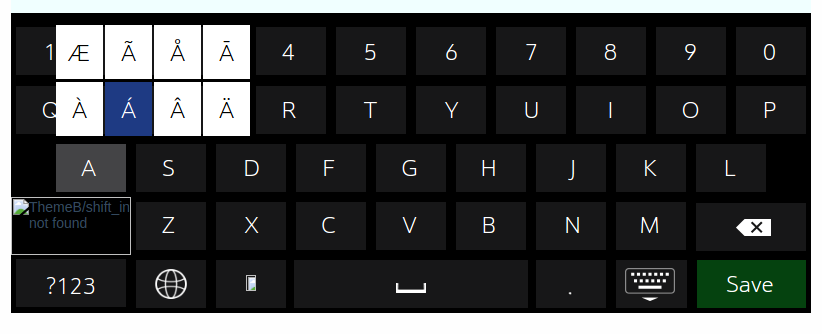 1 Æ Ã Å Ā 4 5 6 7 8 9 0
Q À Á Â Ä R T Y U I O P
A S D F G H J K L
ThemeB/shift_in
not found
Z X C V B N M
?123 . Save